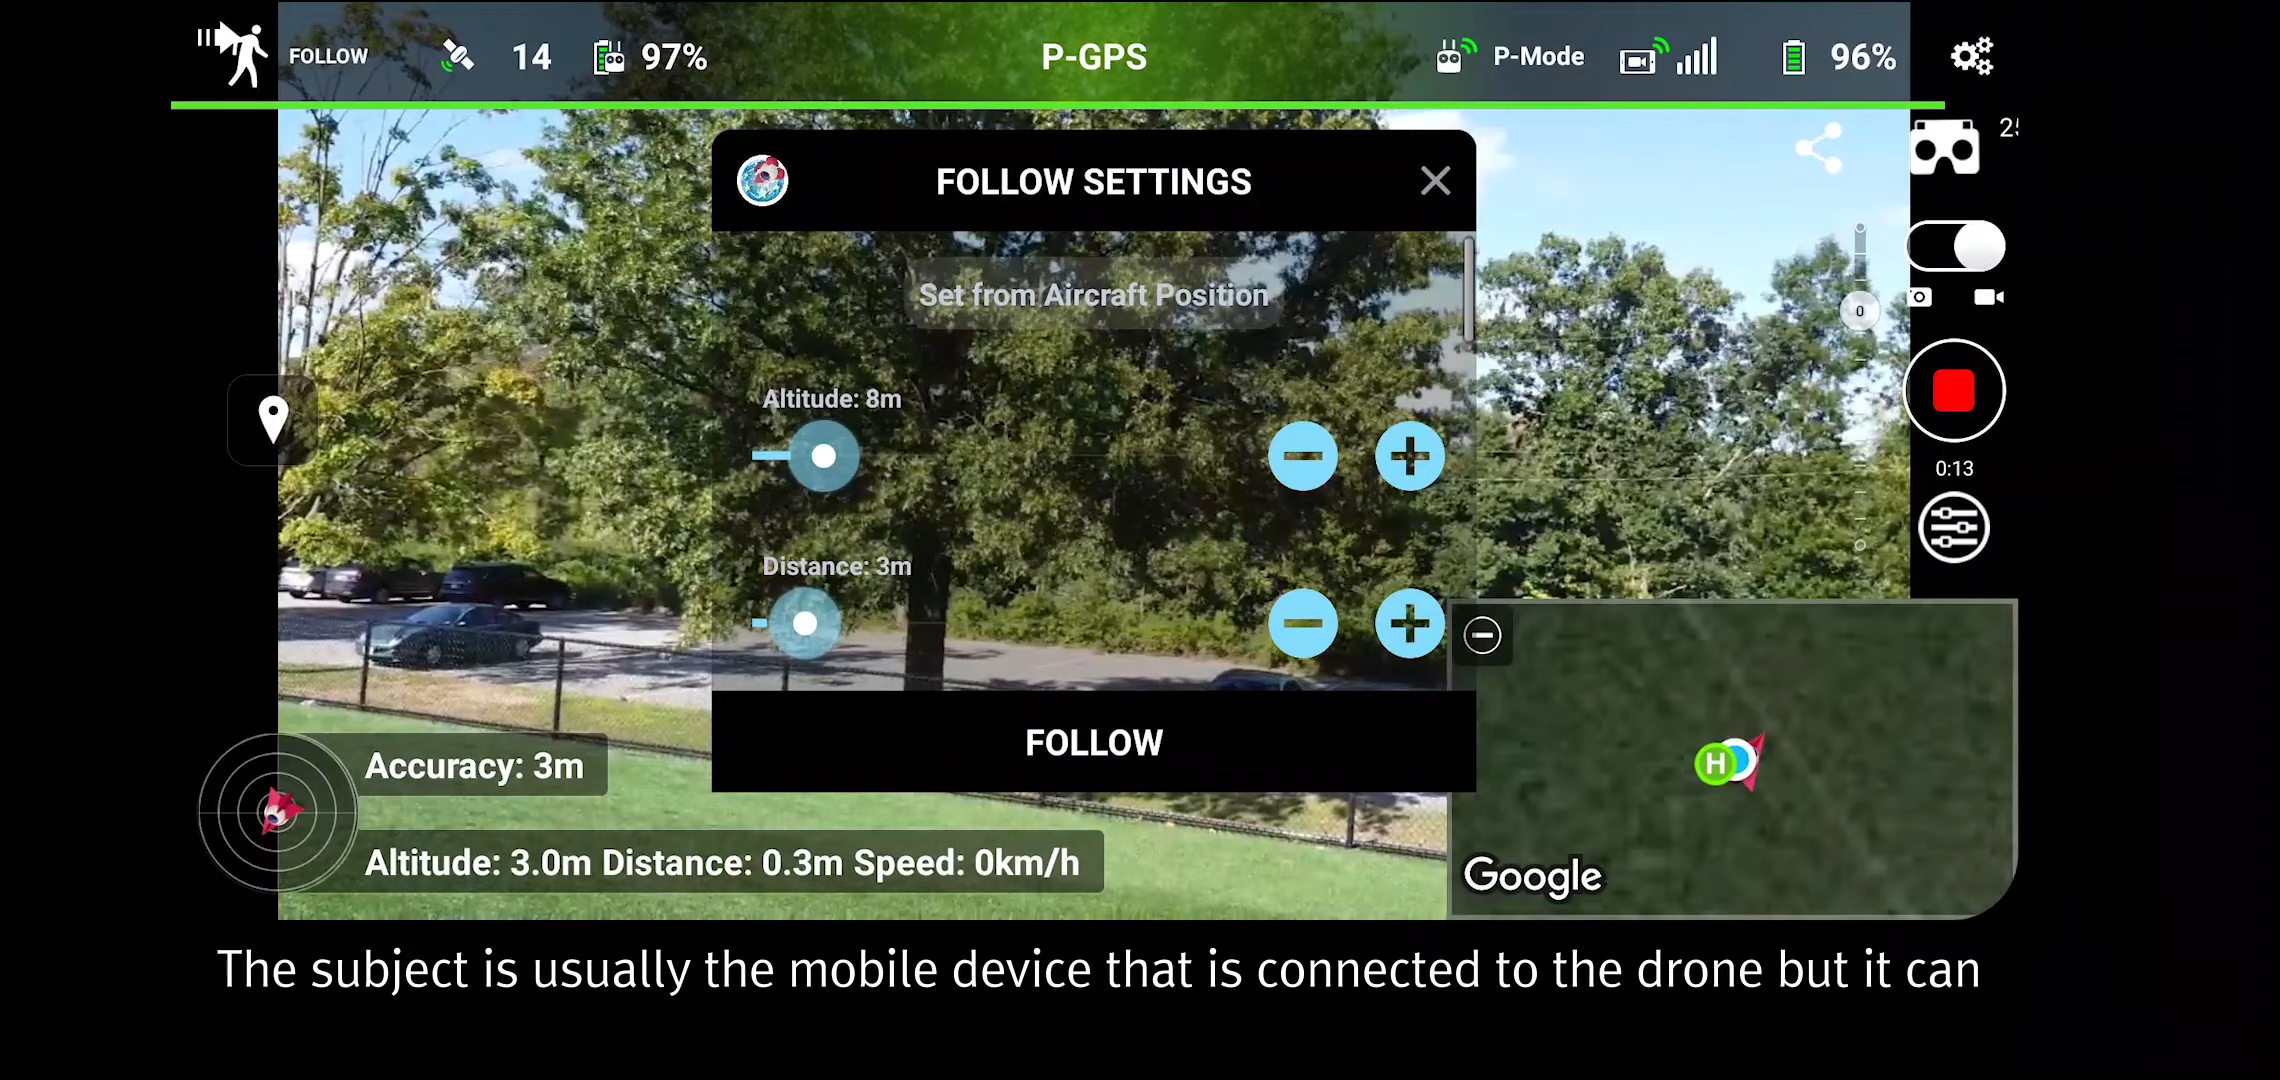 FOLLOW 14 97% P-GPS P-Mode 96%
FOLLOW SETTINGS
Set from Aircraft Position
0
Altitude: 8m
0:13
Distance: 3m
FOLLOW
Accuracy: 3m
H
Altitude: 3.0m Distance: 0.3m Speed: 0km/h
Google
The subject is usually the mobile device that is connected to the drone but it can